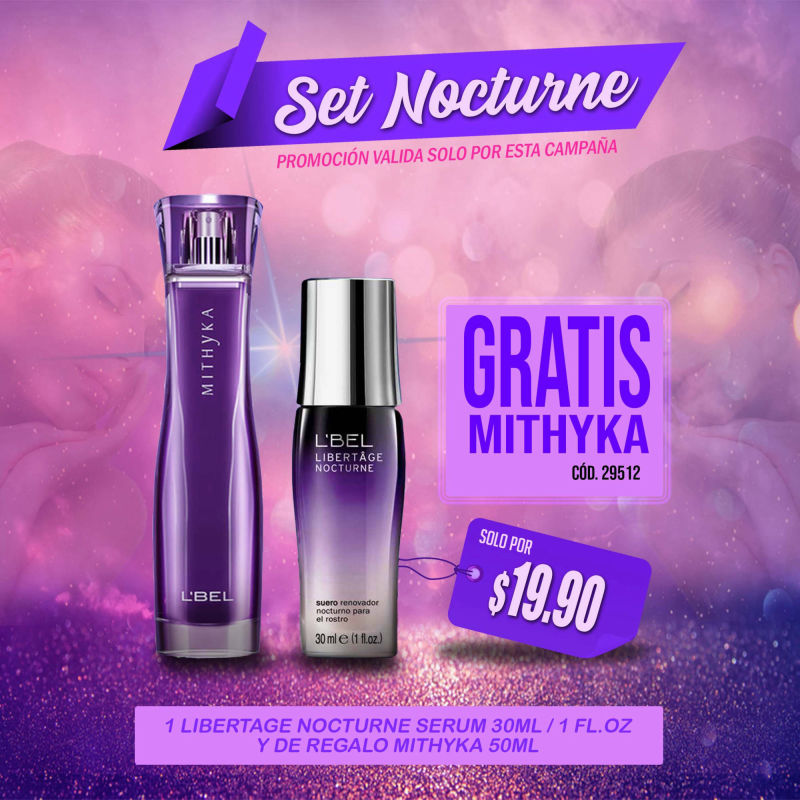 Set Nocturne
PROMOCIÓN VALIDA SOLO POR ESTA CAMPAÑA
MITHYKA
L'BEL
L'BEL
LIBERTÂGE
NOCTURNE
suero renovador
nocturno para
el rostro
30 ml e (1 fl.oz.)
GRATIS
MITHYKA
CÓD. 29512
SOLO POR
$19.90
1 LIBERTAGE NOCTURNE SERUM 30ML / 1 FL.OZ
Y DE REGALO MITHYKA 50ML